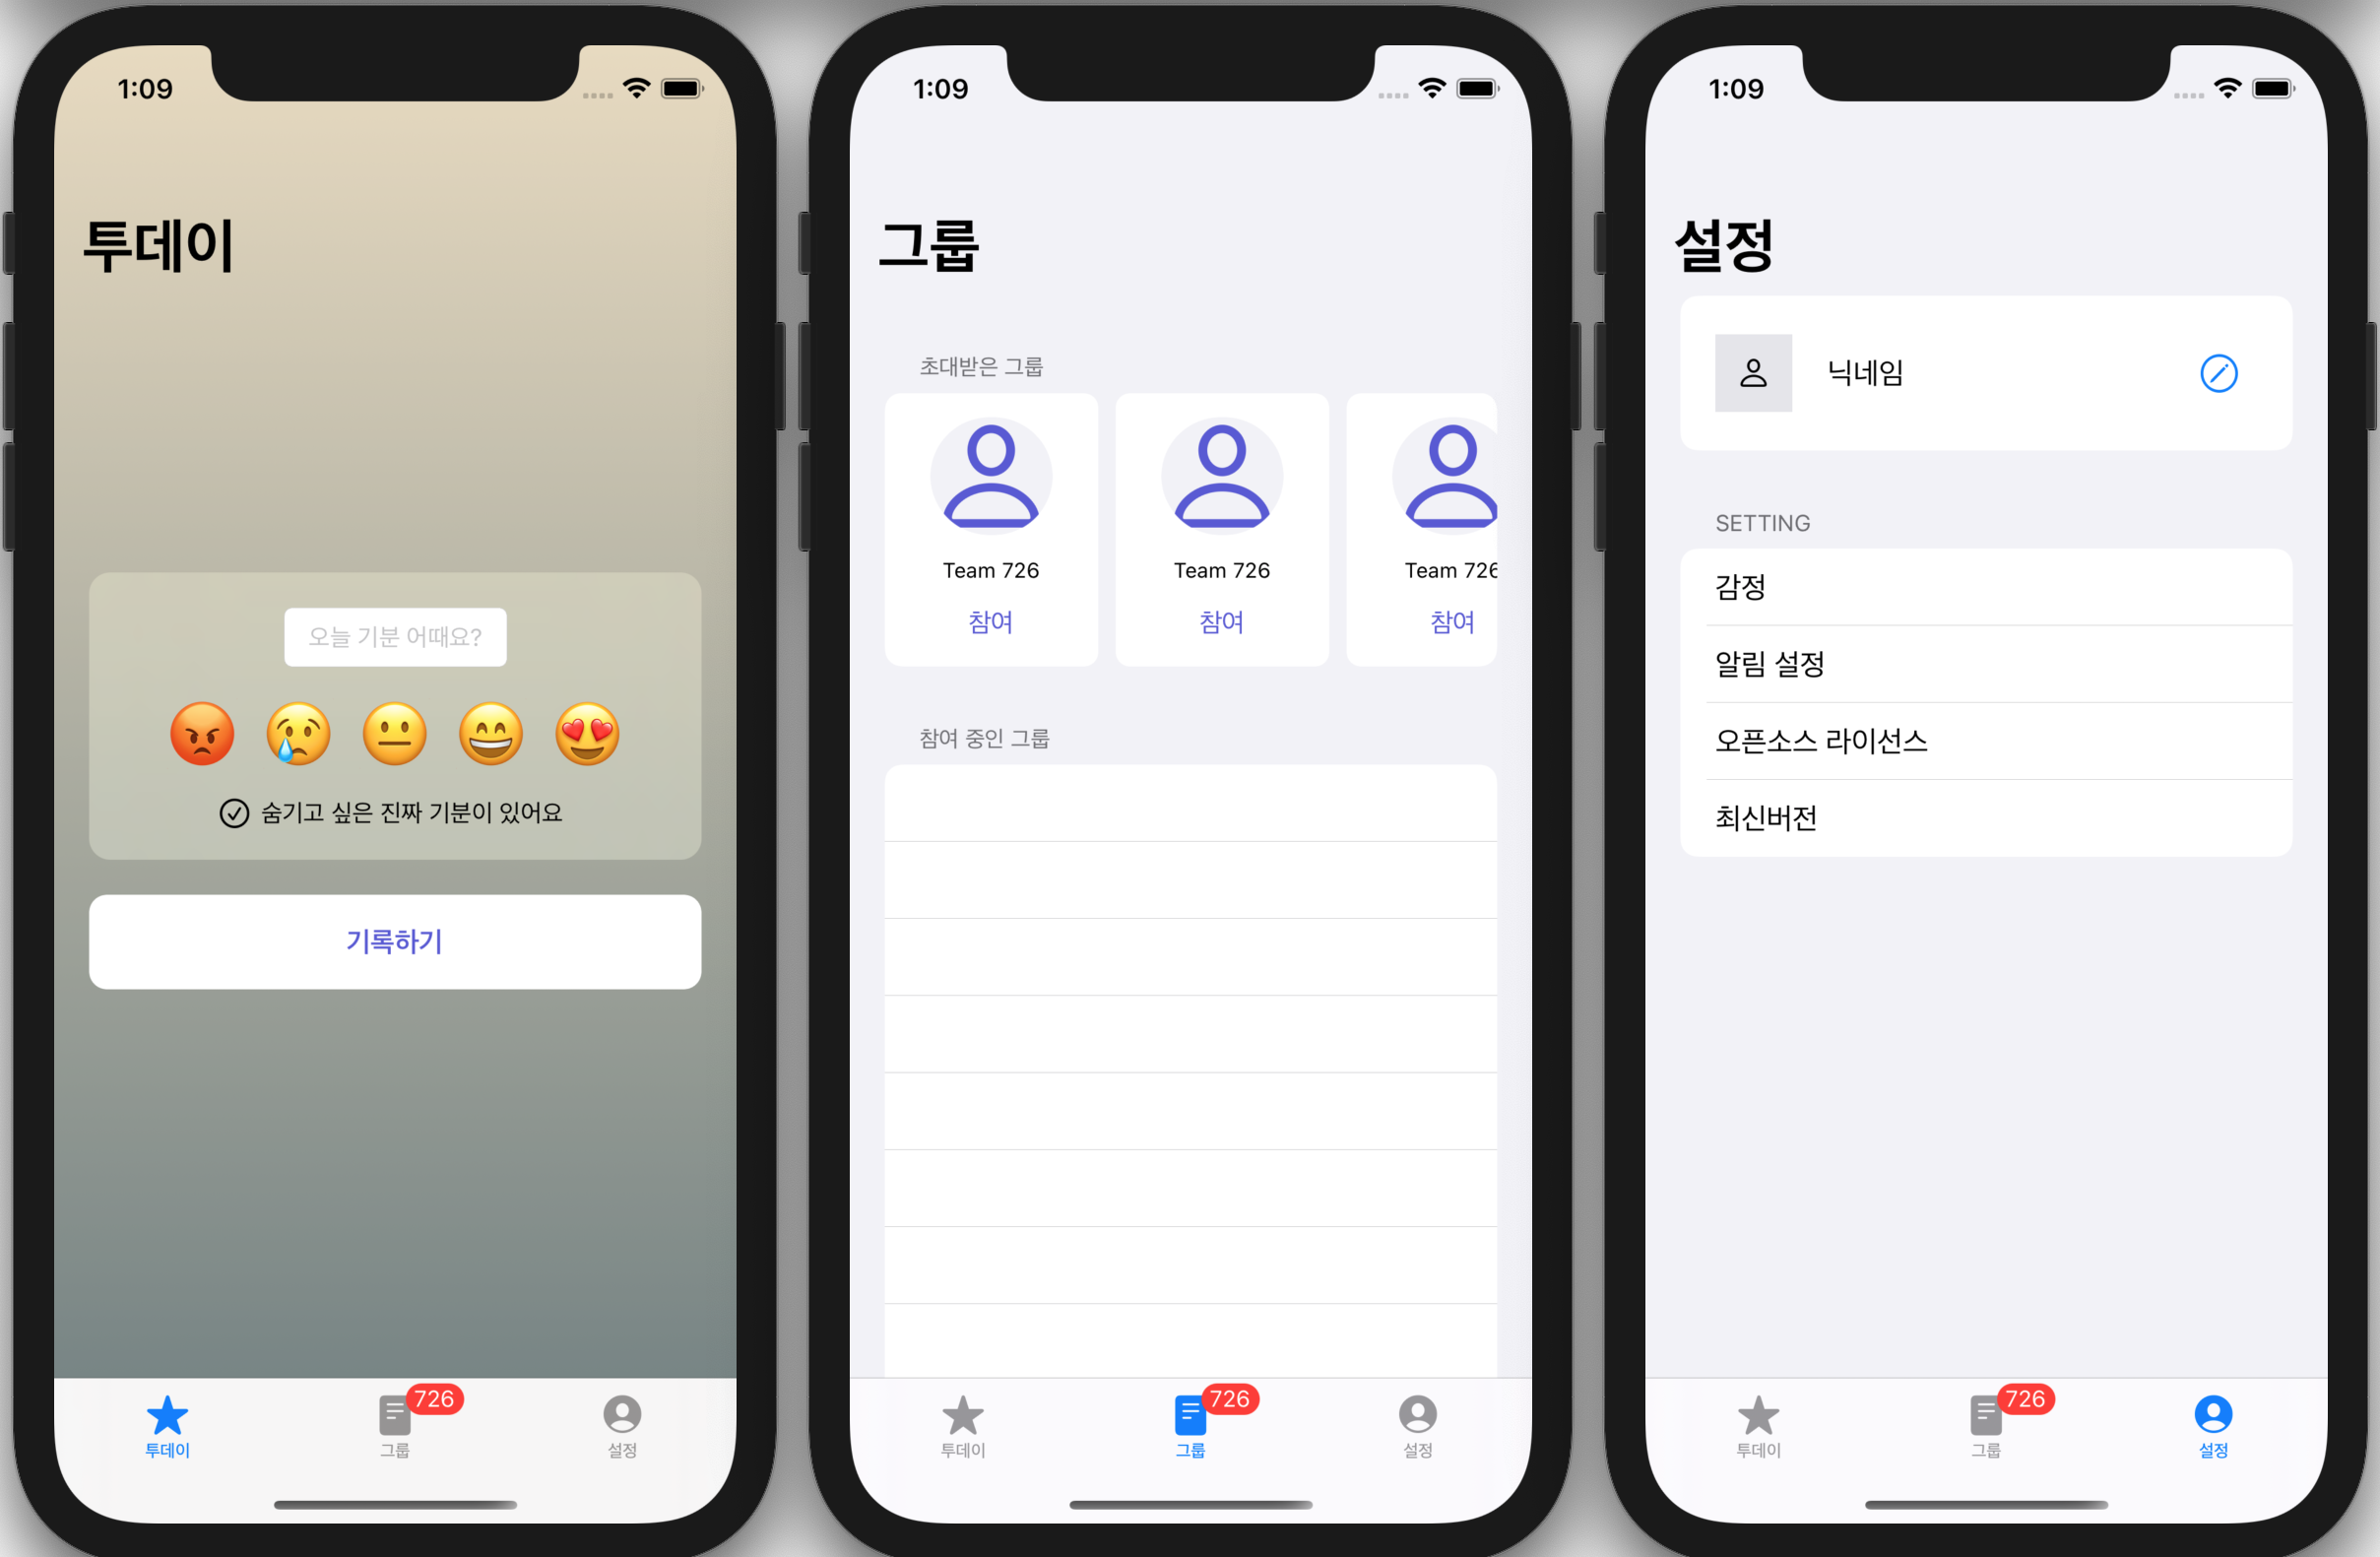 1:09
투데이
오늘 기분 어때요?
숨기고 싶은 진짜 기분이 있어요
기록하기
726
투데이
그룹
설정
1:09
그룹
초대받은 그룹
Team 726
Team 726
Team 726
참여
참여
참여
참여 중인 그룹
726
투데이
그룹
설정
1:09
설정
닉네임
SETTING
감정
알림 설정
오픈소스 라이선스
최신버전
726
투데이
그룹
설정